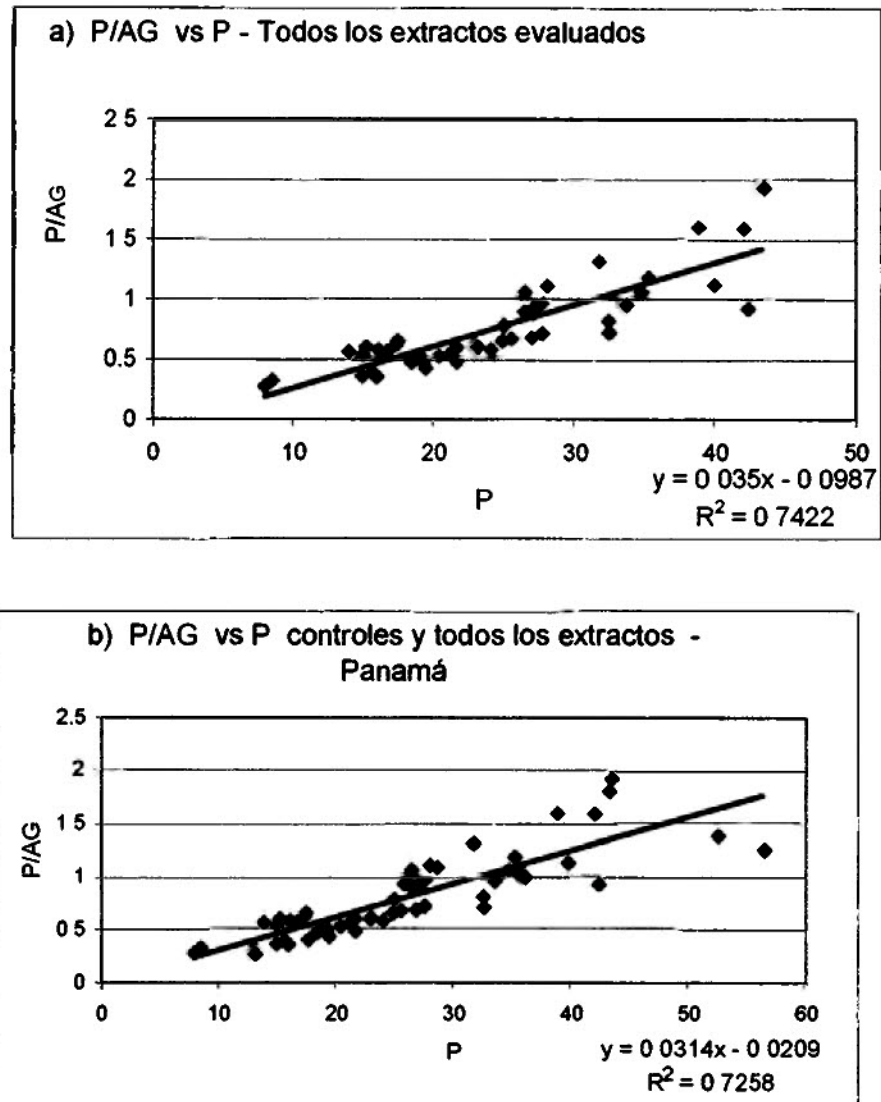 a) P/AG vs P - Todos los extractos evaluados
2 5
2
1 5
1
0.5
0
P/AG
0 10 20 30 40 50
P
y = 0 035x - 0 0987
R² = 0 7422
b) P/AG vs P controles y todos los extractos -
Panamá
2.5
2
1.5
1
0 5
0
P/AG
0 10 20 30 40 50 60
P
y = 0 0314x - 0 0209
R² = 0 7258